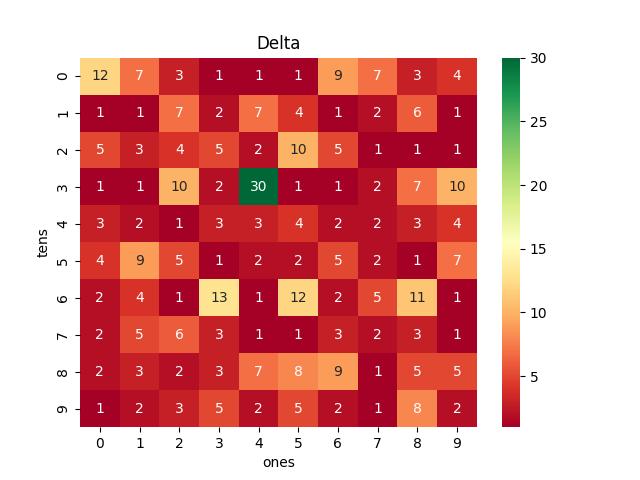 Delta
0 12 7 3 1 1 1 9 7 3 4
1 1 1 7 2 7 4 1 2 6 1
2 5 3 4 5 2 10 5 1 1 1
3 1 1 10 2 30 1 1 2 7 10
4 3 2 1 3 3 4 2 2 3 4
5 4 9 5 1 2 2 5 2 1 7
6 2 4 1 13 1 12 2 5 11 1
7 2 5 6 3 1 1 3 2 3 1
8 2 3 2 3 7 8 9 1 5 5
9 1 2 3 5 2 5 2 1 8 2
0 1 2 3 4 5 6 7 8 9
ones
tens
30
25
20
15
10
5